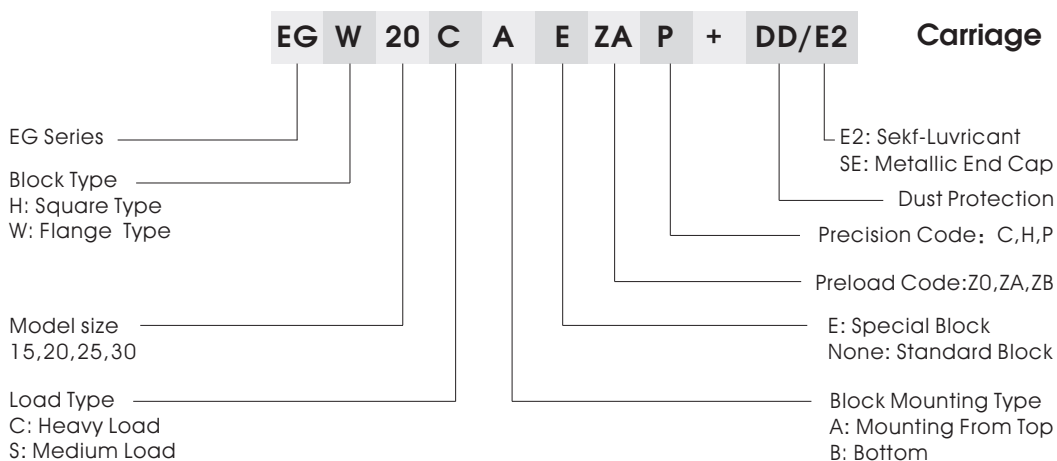 EG W 20 C A E ZA P + DD/E2
Carriage
EG Series
Block Type
H: Square Type
W: Flange Type
Model size
15,20,25,30
Load Type
C: Heavy Load
S: Medium Load
E2: Sekf-Luvricant
SE: Metallic End Cap
Dust Protection
Precision Code：C,H,P
Preload Code:Z0,ZA,ZB
E: Special Block
None: Standard Block
Block Mounting Type
A: Mounting From Top
B: Bottom